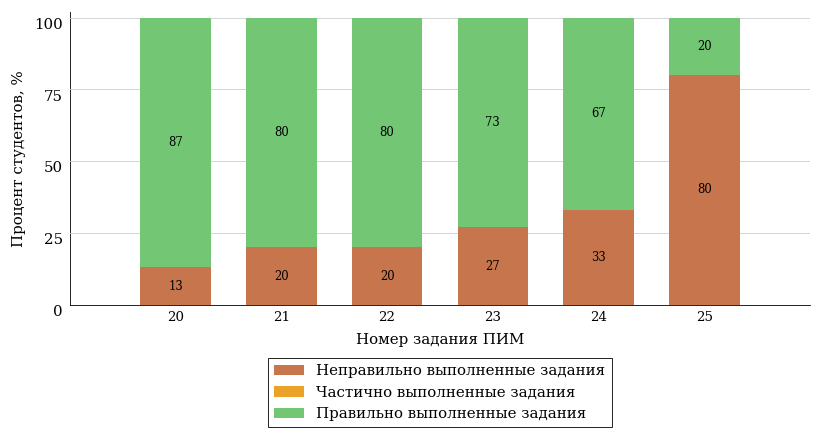 100
75
50
25
0
Процент студентов, %
87
80
80
73
67
20
13
20
20
27
33
80
20 21 22 23 24 25
Номер задания ПИМ
Неправильно выполненные задания
Частично выполненные задания
Правильно выполненные задания